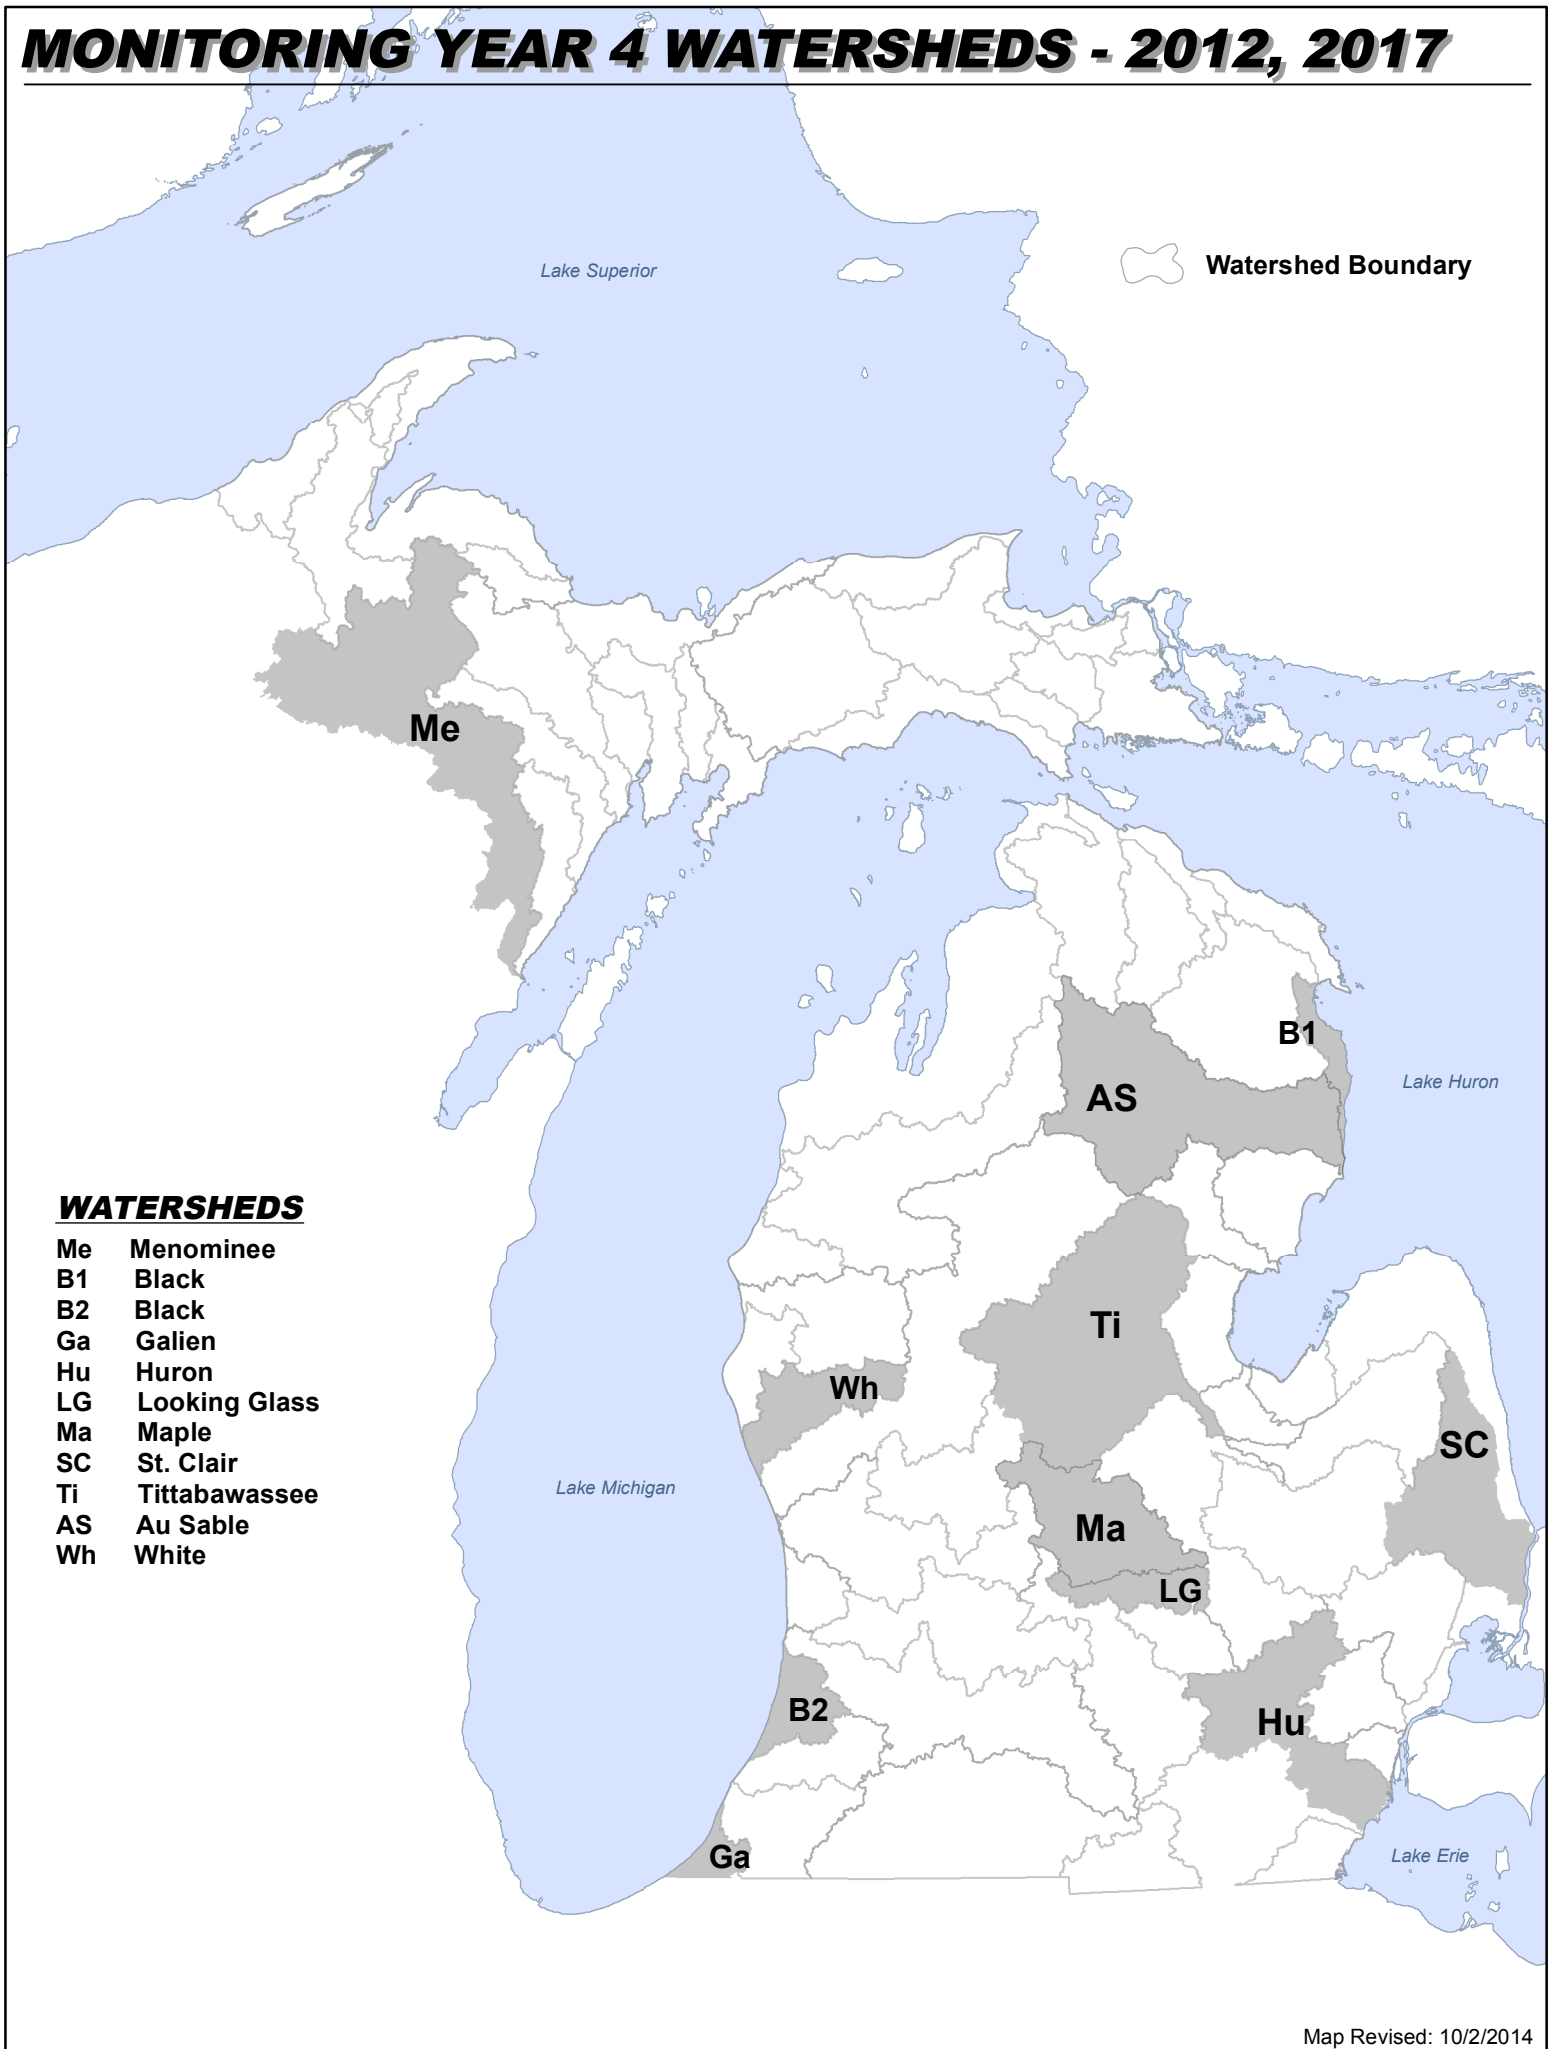 MONITORING YEAR 4 WATERSHEDS - 2012, 2017
Lake Superior
Watershed Boundary
Me
B1
AS
Lake Huron
WATERSHEDS
Me Menominee
B1 Black
B2 Black
Ga Galien
Hu Huron
LG Looking Glass
Ma Maple
SC St. Clair
Ti Tittabawassee
AS Au Sable
Wh White
Ti
Wh
SC
Lake Michigan
Ma
LG
B2
Hu
Ga
Lake Erie
Map Revised: 10/2/2014